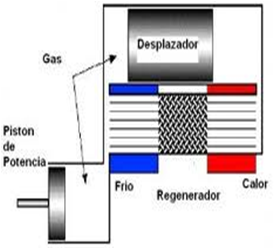 Desplazador
Gas
Piston
de
Potencia
Frio
Calor
Regenerador